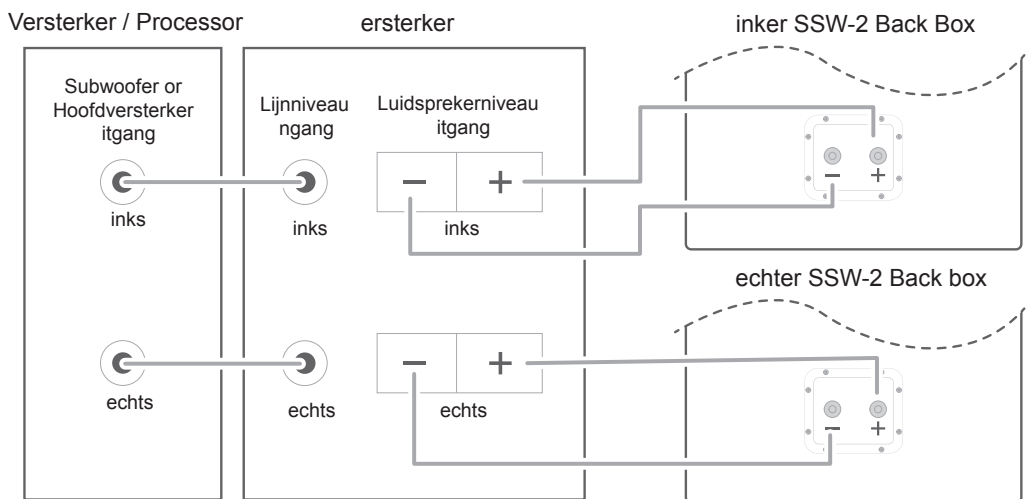 Versterker / Processor
ersterker
inker SSW-2 Back Box
Subwoofer or
Hoofdversterker
itgang
Lijnniveau
ngang
Luidsprekerniveau
itgang
− +
− +
inks
inks
inks
echter SSW-2 Back box
− +
− +
echts
echts
echts